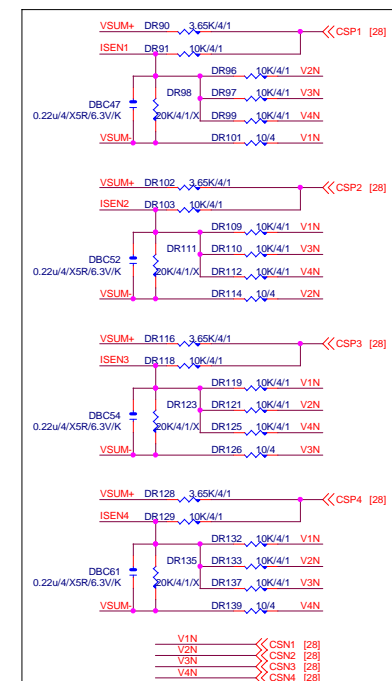 VSUM+ DR90 3.65K/4/1 CSP1 [28]
ISEN1 DR91 10K/4/1
DR96 10K/4/1 V2N
DR98 DR97 10K/4/1 V3N
DBC47
0.22u/4/X5R/6.3V/K 20K/4/1/X DR99 10K/4/1 V4N
VSUM- DR101 10/4 V1N
VSUM+ DR102 3.65K/4/1 CSP2 [28]
ISEN2 DR103 10K/4/1
DR109 10K/4/1 V1N
DR111 DR110 10K/4/1 V3N
DBC52
0.22u/4/X5R/6.3V/K 20K/4/1/X DR112 10K/4/1 V4N
VSUM- DR114 10/4 V2N
VSUM+ DR116 3.65K/4/1 CSP3 [28]
ISEN3 DR118 10K/4/1
DR119 10K/4/1 V1N
DR123 DR121 10K/4/1 V2N
DBC54
0.22u/4/X5R/6.3V/K 20K/4/1/X DR125 10K/4/1 V4N
VSUM- DR126 10/4 V3N
VSUM+ DR128 3.65K/4/1 CSP4 [28]
ISEN4 DR129 10K/4/1
DR132 10K/4/1 V1N
DR135 DR133 10K/4/1 V2N
DBC61
0.22u/4/X5R/6.3V/K 20K/4/1/X DR137 10K/4/1 V3N
VSUM- DR139 10/4 V4N
V1N CSN1 [28]
V2N CSN2 [28]
V3N CSN3 [28]
V4N CSN4 [28]